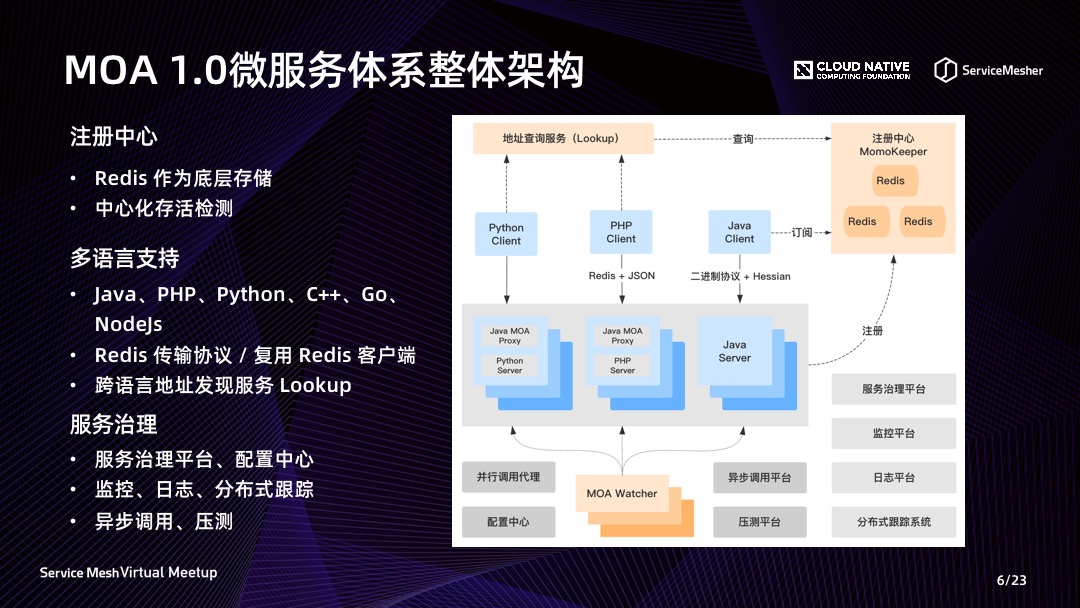 MOA 1.0微服务体系整体架构
CLOUD NATIVE
COMPUTING FOUNDATION
ServiceMesher
注册中心
• Redis 作为底层存储
• 中心化存活检测
多语言支持
• Java、PHP、Python、C++、Go、
NodeJs
• Redis 传输协议 / 复用 Redis 客户端
• 跨语言地址发现服务 Lookup
服务治理
• 服务治理平台、配置中心
• 监控、日志、分布式跟踪
• 异步调用、压测
地址查询服务（Lookup）
查询
注册中心
MomoKeeper
Redis
Redis
Redis
Python
Client
PHP
Client
Java
Client
订阅
Redis + JSON
二进制协议 + Hessian
Java MOA
Proxy
Python
Server
Java MOA
Proxy
PHP
Server
Java
Server
注册
服务治理平台
监控平台
日志平台
分布式跟踪系统
并行调用代理
配置中心
MOA Watcher
异步调用平台
压测平台
Service Mesh Virtual Meetup
6/23